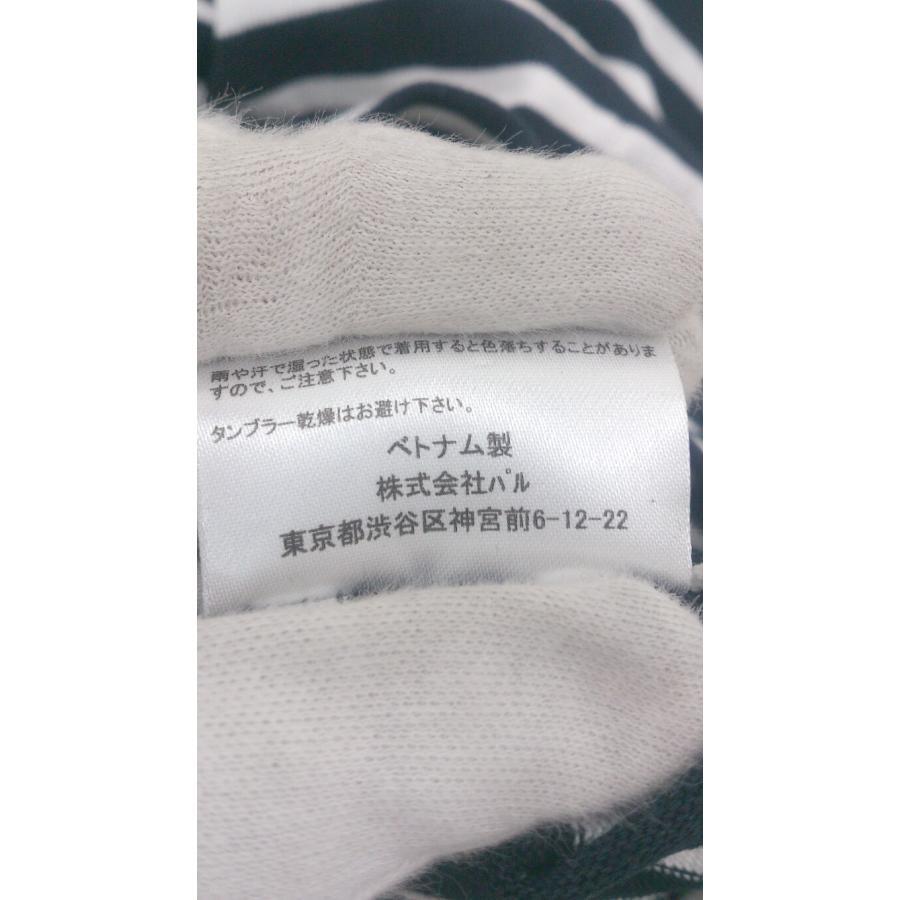 雨や汗で湿った状態で着用すると色落ちすることがありま
すので、ご注意下さい。
タンブラー乾燥はお避け下さい。
ベトナム製
株式会社パル
東京都渋谷区神宮前6-12-22